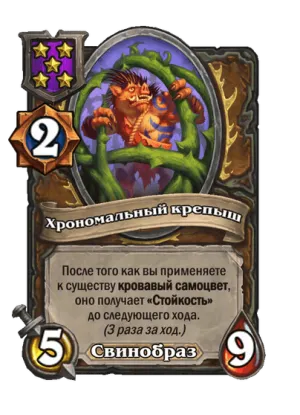 2
Хрономальный крепыш
После того как вы применяете
к существу кровавый самоцвет,
оно получает «Стойкость»
до следующего хода.
(3 раза за ход.)
5
Свинобраз
9